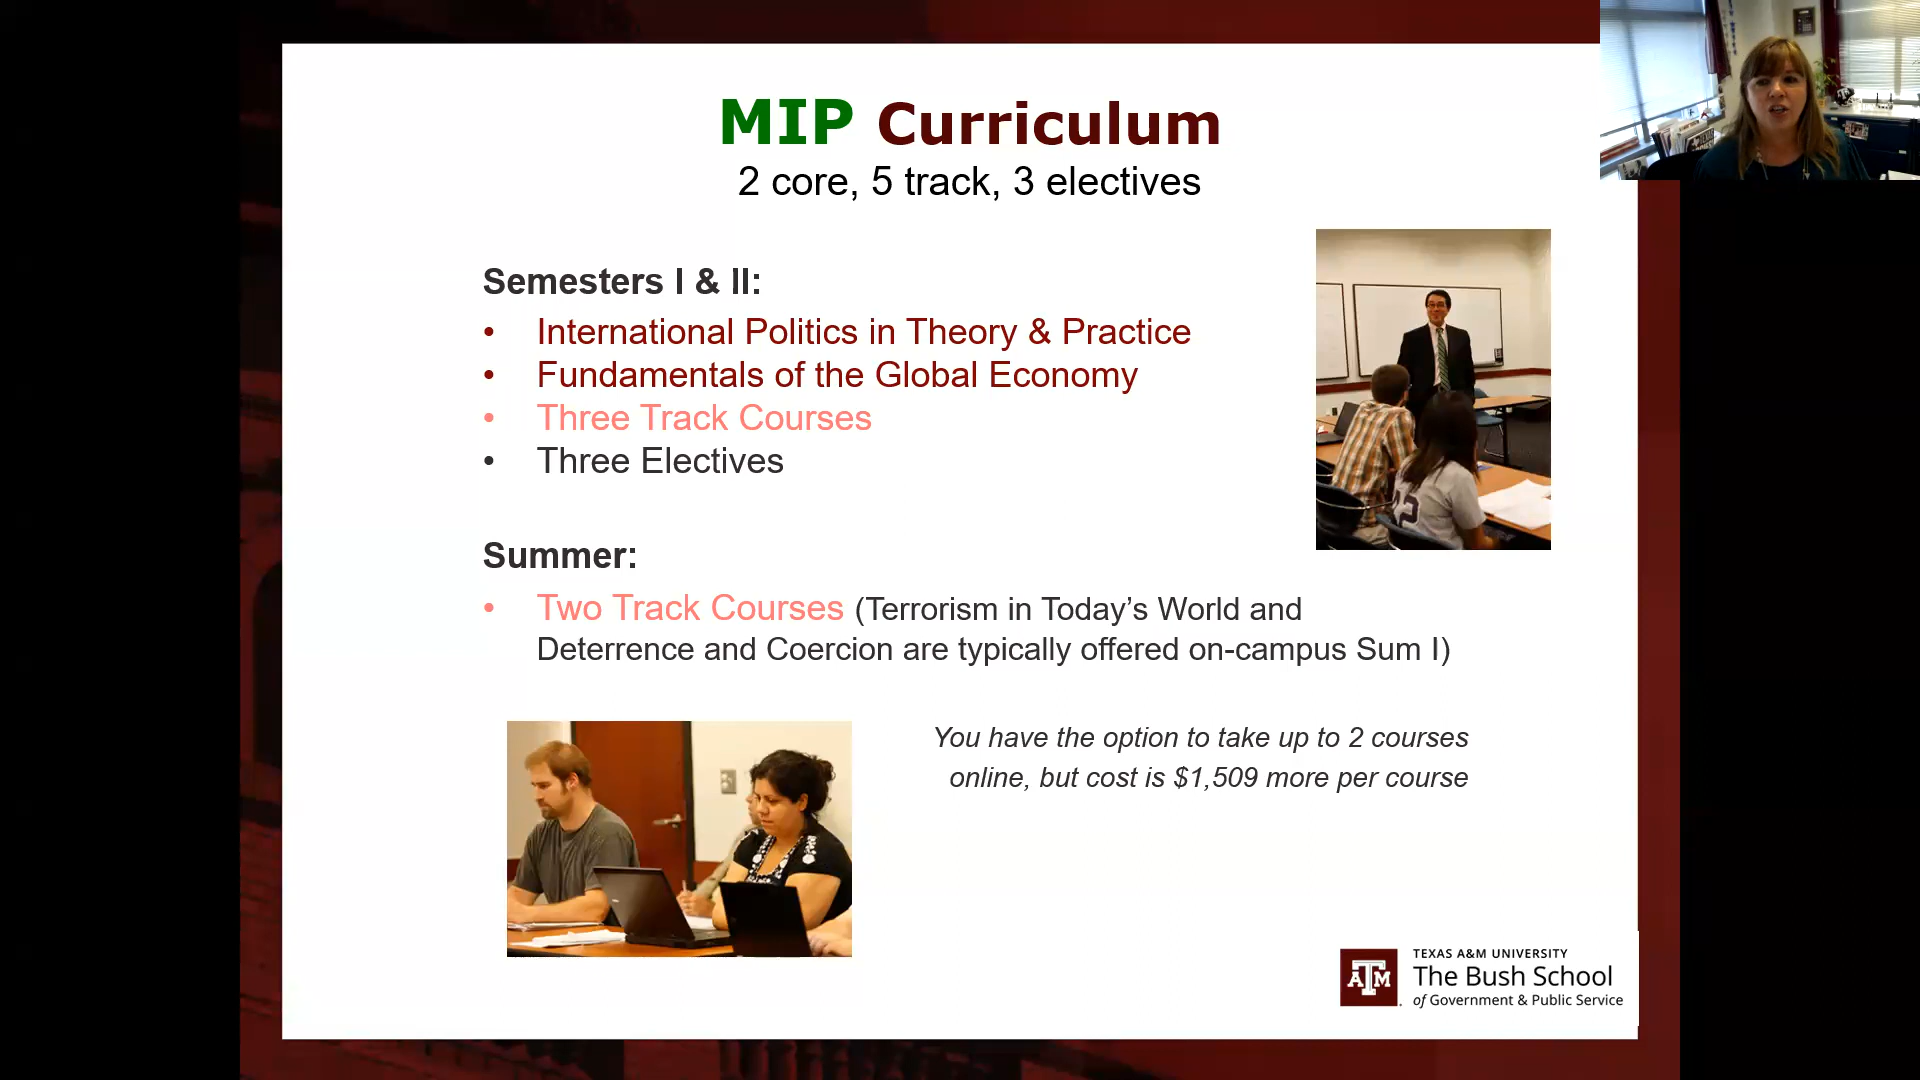 MIP Curriculum
2 core, 5 track, 3 electives
Semesters I & II:
• International Politics in Theory & Practice
• Fundamentals of the Global Economy
• Three Track Courses
• Three Electives
Summer:
• Two Track Courses (Terrorism in Today’s World and
Deterrence and Coercion are typically offered on-campus Sum I)
You have the option to take up to 2 courses
online, but cost is $1,509 more per course
ATM
TEXAS A&M UNIVERSITY
The Bush School
of Government & Public Service